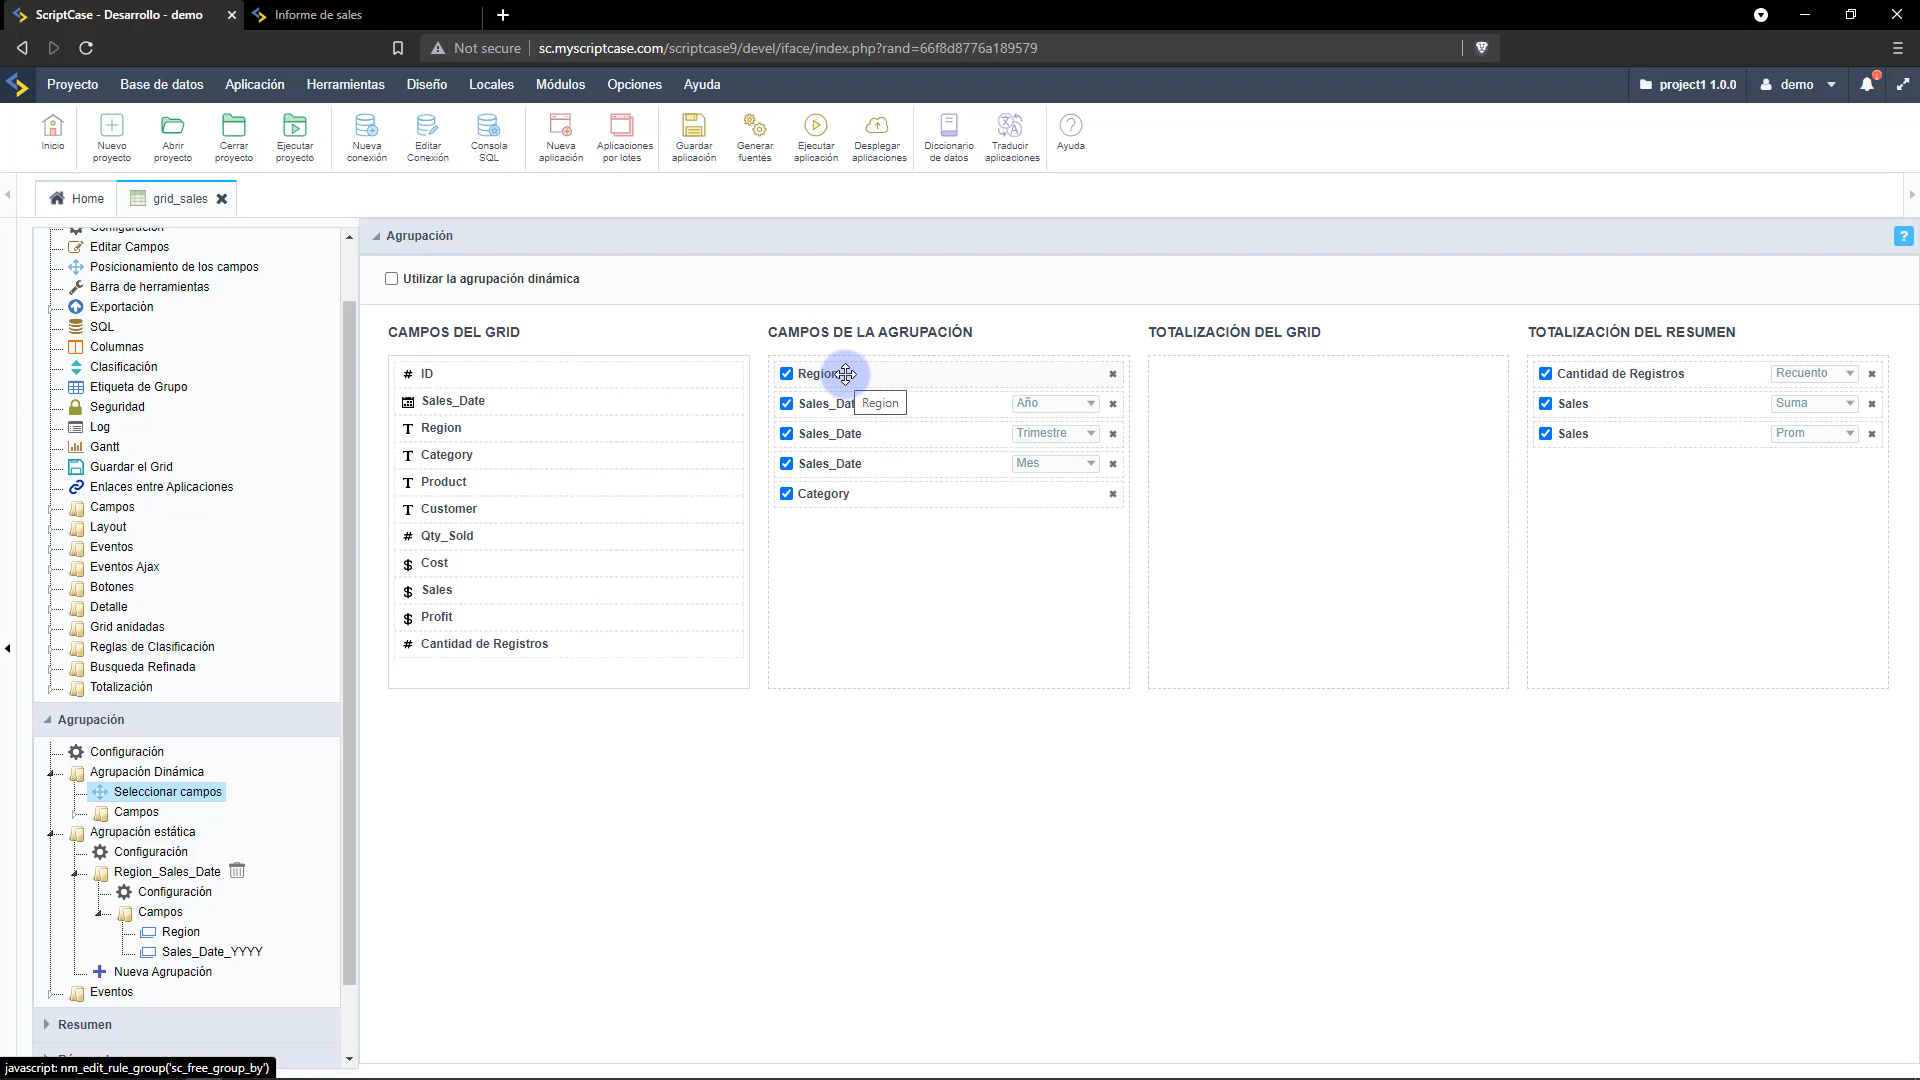 ScriptCase - Desarrollo - demo
Informe de sales
Not secure
sc.myscriptcase.com/scriptcase9/devel/iface/index.php?rand=66f8d8776a189579
Proyecto
Base de datos
Aplicación
Herramientas
Diseño
Locales
Módulos
Opciones
Ayuda
project1 1.0.0
demo
Inicio
Nuevo
proyecto
Abrir
proyecto
Cerrar
proyecto
Ejecutar
proyecto
Nueva
conexión
Editar
Conexión
Consola
SQL
Nueva
aplicación
Aplicaciones
por lotes
Guardar
aplicación
Generar
fuentes
Ejecutar
aplicación
Desplegar
aplicaciones
Diccionario
de datos
Traducir
aplicaciones
Ayuda
Home
grid_sales
Configuración
Editar Campos
Posicionamiento de los campos
Barra de herramientas
Exportación
SQL
Columnas
Clasificación
Etiqueta de Grupo
Seguridad
Log
Gantt
Guardar el Grid
Enlaces entre Aplicaciones
Campos
Layout
Eventos
Eventos Ajax
Botones
Detalle
Grid anidadas
Reglas de Clasificación
Busqueda Refinada
Totalización
Agrupación
Configuración
Agrupación Dinámica
Seleccionar campos
Campos
Agrupación estática
Configuración
Region_Sales_Date
Configuración
Campos
Region
Sales_Date_YYYY
Nueva Agrupación
Eventos
Resumen
javascript: nm_edit_rule_group('sc_free_group_by')
Agrupación
?
Utilizar la agrupación dinámica
CAMPOS DEL GRID
# ID
Sales_Date
T Region
T Category
T Product
T Customer
# Qty_Sold
$ Cost
$ Sales
$ Profit
# Cantidad de Registros
CAMPOS DE LA AGRUPACIÓN
Region
Sales_Date Año
Region
Sales_Date Trimestre
Sales_Date Mes
Category
TOTALIZACIÓN DEL GRID
TOTALIZACIÓN DEL RESUMEN
Cantidad de Registros Recuento
Sales Suma
Sales Prom